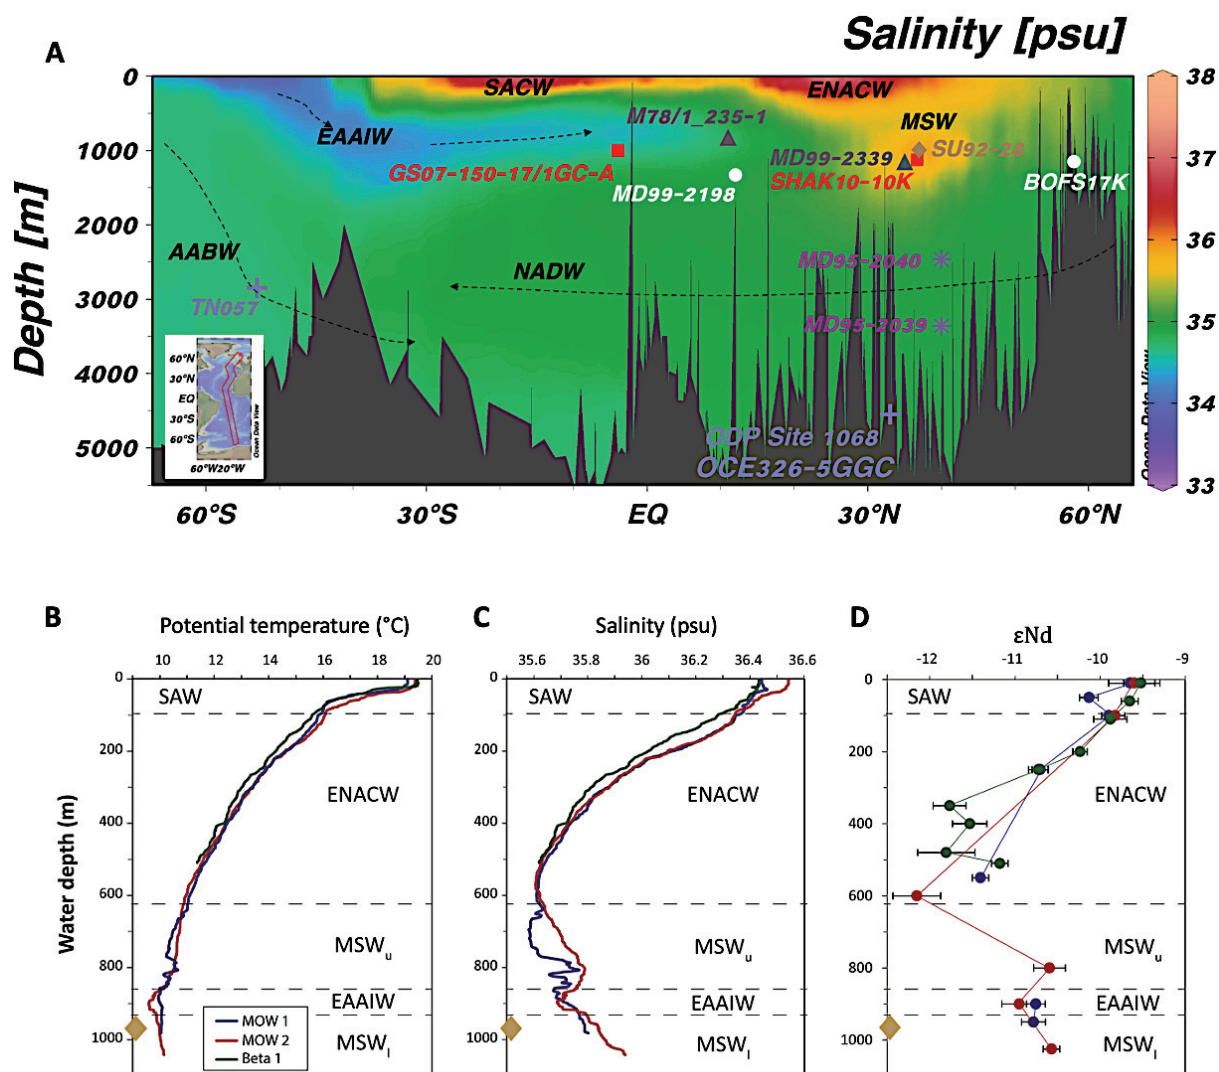 Salinity [psu]
A
Depth [m]
0
1000
2000
3000
4000
5000
SACW
ENACW
EAAIW
M78/1_235-1
MSW
SU92-28
MD99-2339
GS07-150-17/1GC-A
SHAK10-10K
MD99-2198
BOFS17K
AABW
NADW
MD95-2040
TN057
MD95-2039
ODP Site 1068
OCE326-5GGC
60°N
30°N
EQ
30°S
60°S
60°W20°W
Ocean Data View
Ocean Data View
38
37
36
35
34
33
60°S
30°S
EQ
30°N
60°N
B
Potential temperature (°C)
10
12
14
16
18
20
Water depth (m)
0
200
400
600
800
1000
SAW
ENACW
MSWu
EAAIW
MSWl
MOW 1
MOW 2
Beta 1
C
Salinity (psu)
35.6
35.8
36
36.2
36.4
36.6
0
200
400
600
800
1000
SAW
ENACW
MSWu
EAAIW
MSWl
D
εNd
-12
-11
-10
-9
0
200
400
600
800
1000
SAW
ENACW
MSWu
EAAIW
MSWl